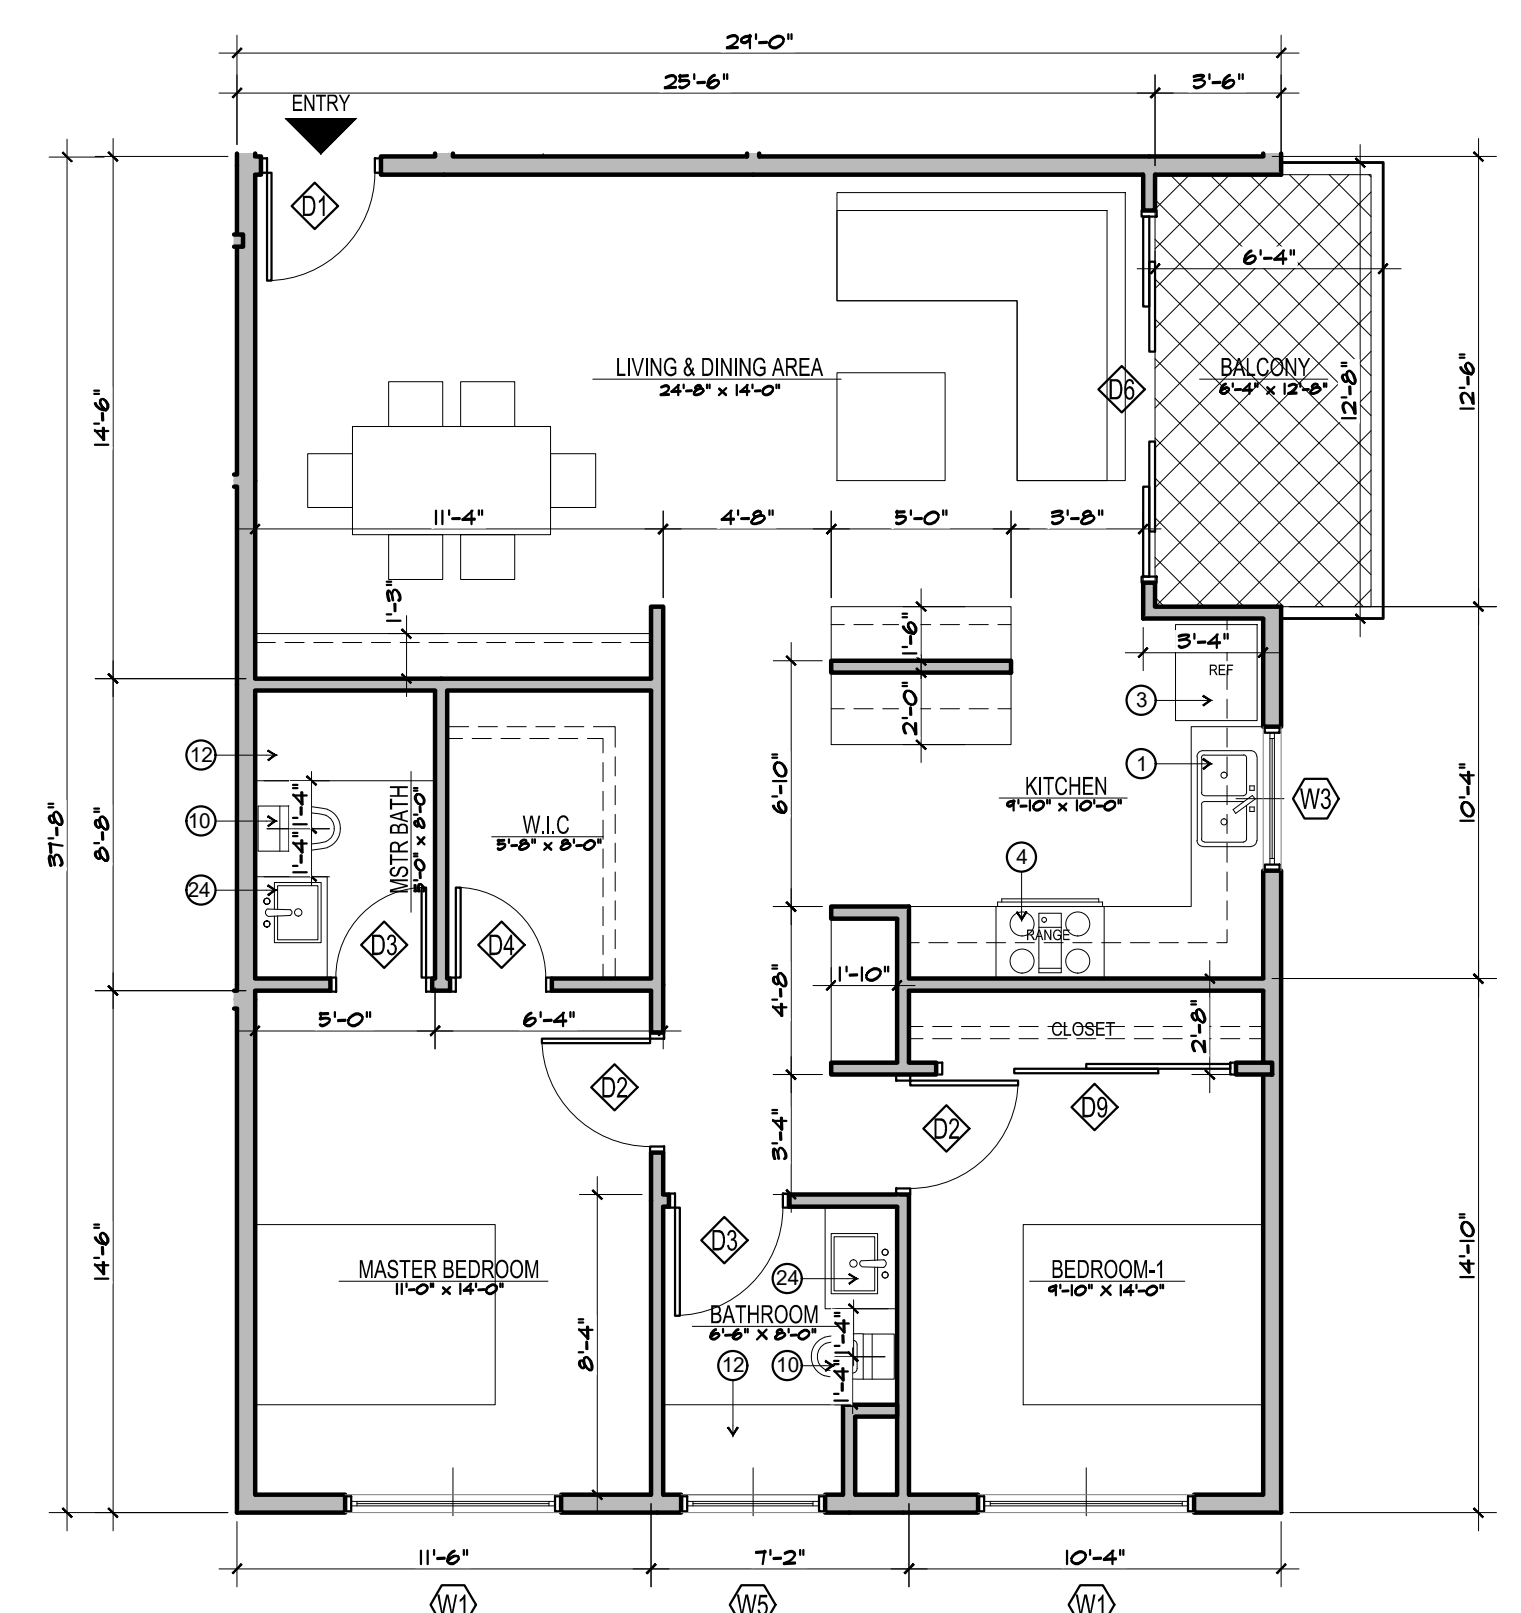 29'-0"
25'-6"
3'-6"
ENTRY
D1
6'-4"
LIVING & DINING AREA
24'-8" x 14'-0"
BALCONY
6'-4" x 12'-8"
12'-8"
D6
14'-6"
12'-6"
11'-4"
4'-8"
5'-0"
3'-8"
1'-3"
1'-6"
3'-4"
REF
3
2'-0"
12
1
6'-10"
KITCHEN
9'-10" x 10'-0"
W3
10'-4"
37'-8"
8'-8"
10
1'-4"
1'-4"
MSTR BATH
5'-0" x 8'-0"
W.I.C
5'-8" x 8'-0"
4
24
RANGE
D3
D4
1'-10"
4'-8"
5'-0"
6'-4"
CLOSET
2'-8"
D2
D9
D2
3'-4"
D3
24
14'-6"
MASTER BEDROOM
11'-0" x 14'-0"
BEDROOM-1
9'-10" X 14'-0"
14'-10"
BATHROOM
6'-6" X 8'-0"
8'-4"
1'-4"
1'-4"
12
10
11'-6"
7'-2"
10'-4"
W1
W5
W1